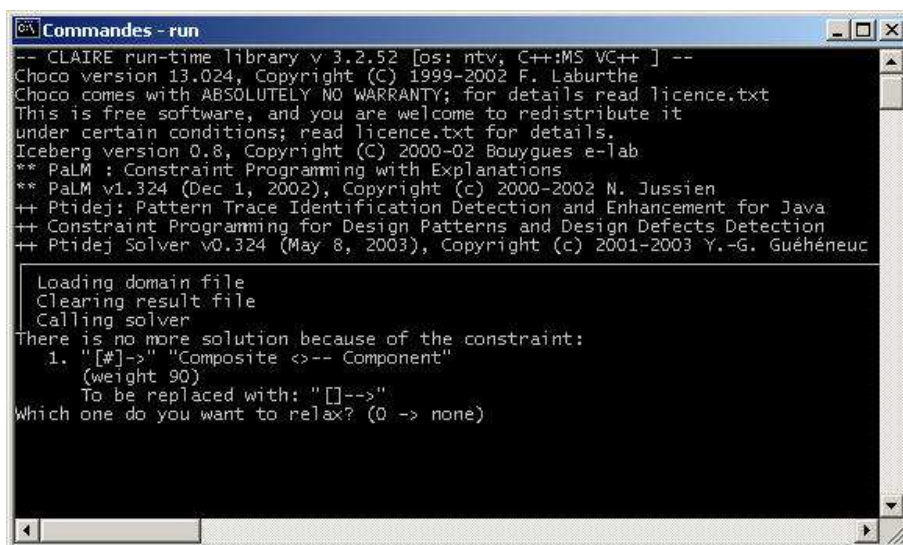 Commandes - run
-- CLAIRE run-time library v 3.2.52 [os: ntv, C++:MS VC++ ] --
Choco version 13.024, Copyright (C) 1999-2002 F. Laburthe
Choco comes with ABSOLUTELY NO WARRANTY; for details read licence.txt
This is free software, and you are welcome to redistribute it
under certain conditions; read licence.txt for details.
Iceberg version 0.8, Copyright (C) 2000-02 Bouygues e-lab
** PaLM : Constraint Programming with Explanations
** PaLM v1.324 (Dec 1, 2002), Copyright (c) 2000-2002 N. Jussien
++ Ptidej: Pattern Trace Identification Detection and Enhancement for Java
++ Constraint Programming for Design Patterns and Design Defects Detection
++ Ptidej Solver v0.324 (May 8, 2003), Copyright (c) 2001-2003 Y.-G. Guéhéneuc
Loading domain file
Clearing result file
Calling solver
There is no more solution because of the constraint:
1. "[#]->" "Composite <>-- Component"
(weight 90)
To be replaced with: "[]-->"
Which one do you want to relax? (0 -> none)